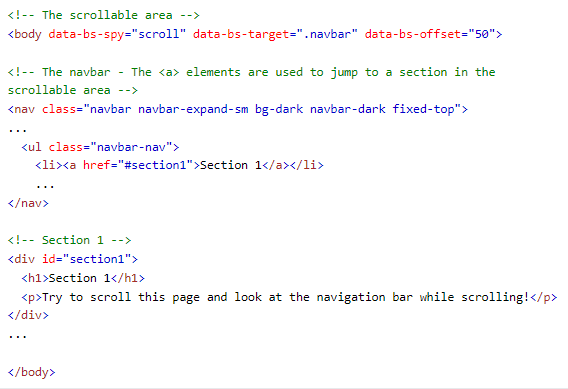 <!-- The scrollable area -->
<body data-bs-spy="scroll" data-bs-target=".navbar" data-bs-offset="50">

<!-- The navbar - The <a> elements are used to jump to a section in the
scrollable area -->
<nav class="navbar navbar-expand-sm bg-dark navbar-dark fixed-top">
...
  <ul class="navbar-nav">
    <li><a href="#section1">Section 1</a></li>
    ...
</nav>

<!-- Section 1 -->
<div id="section1">
  <h1>Section 1</h1>
  <p>Try to scroll this page and look at the navigation bar while scrolling!</p>
</div>
...

</body>